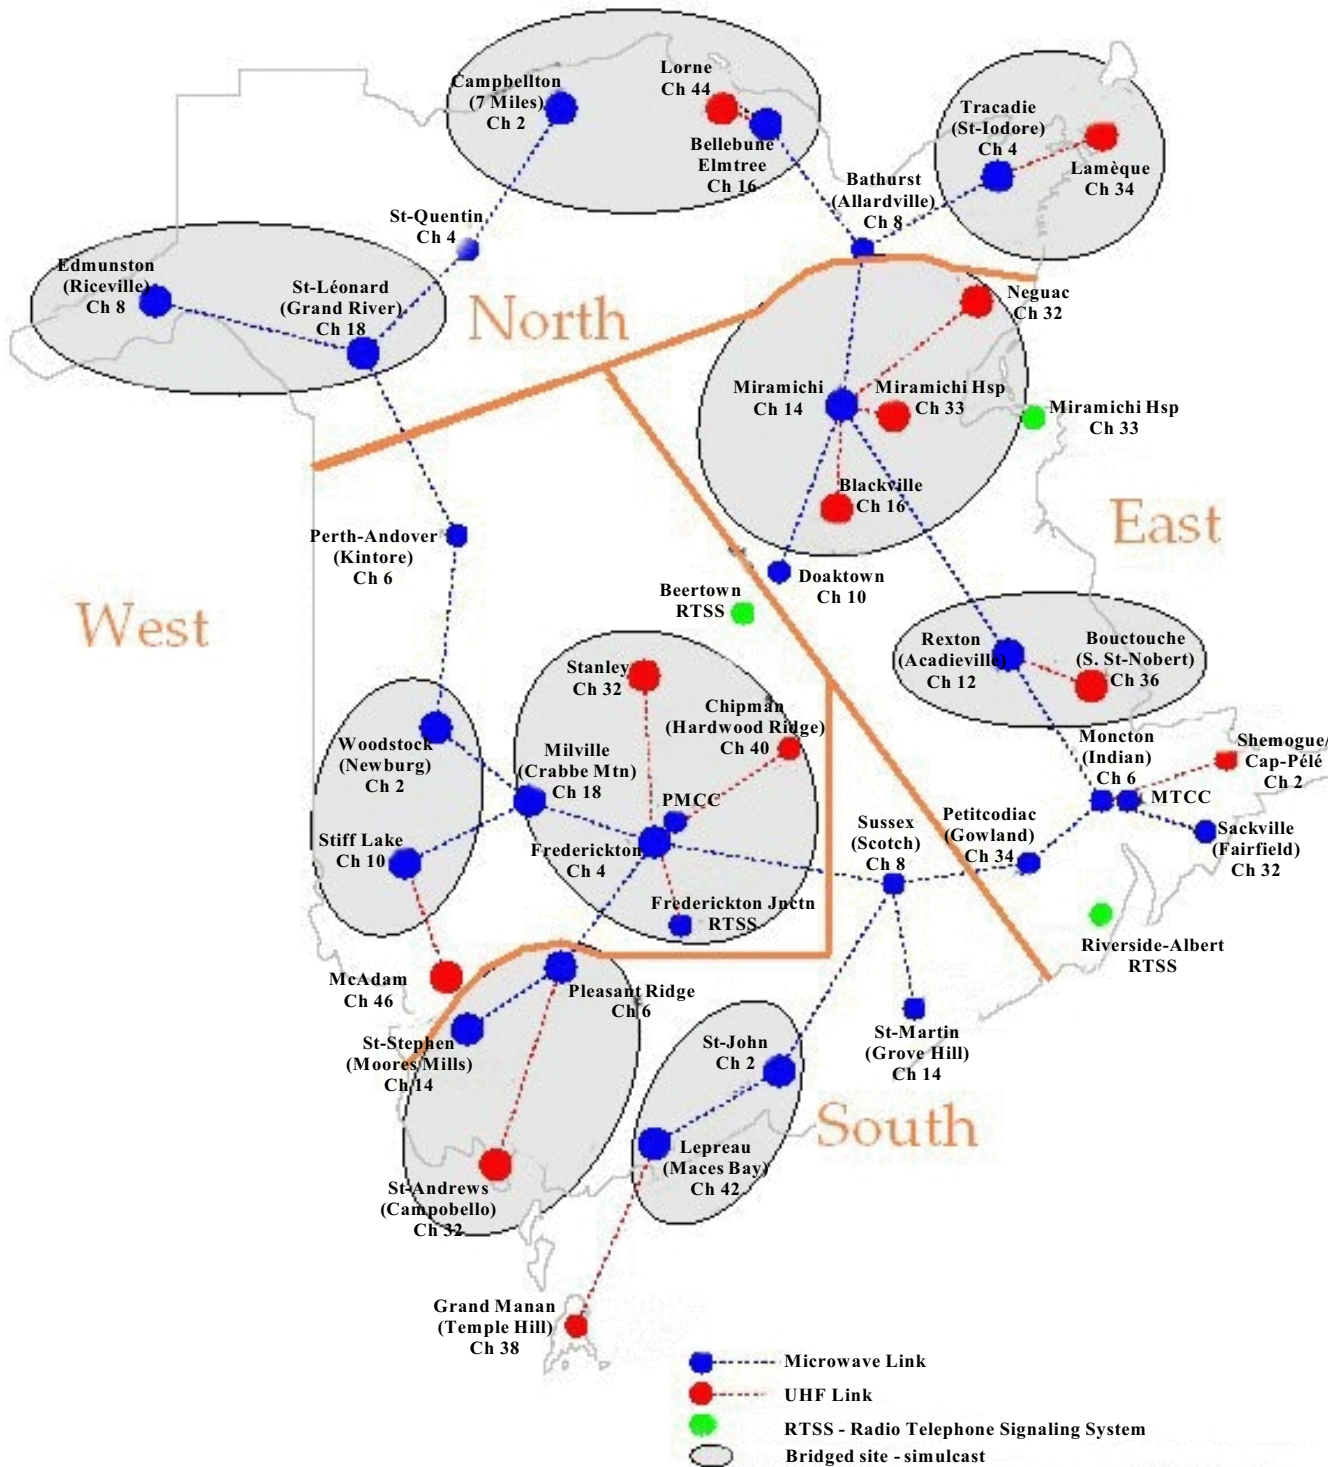 Campbellton
(7 Miles)
Ch 2
Lorne
Ch 44
Bellebune
Elmtree
Ch 16
Tracadie
(St-Iodore)
Ch 4
Lamèque
Ch 34
Bathurst
(Allardville)
Ch 8
St-Quentin
Ch 4
Edmunston
(Riceville)
Ch 8
St-Léonard
(Grand River)
Ch 18
North
Neguac
Ch 32
Miramichi
Ch 14
Miramichi Hsp
Ch 33
Miramichi Hsp
Ch 33
Blackville
Ch 16
East
Perth-Andover
(Kintore)
Ch 6
Doaktown
Ch 10
Beertown
RTSS
West
Rexton
(Acadieville)
Ch 12
Bouctouche
(S. St-Nobert)
Ch 36
Stanley
Ch 32
Chipman
(Hardwood Ridge)
Ch 40
Woodstock
(Newburg)
Ch 2
Milville
(Crabbe Mtn)
Ch 18
PMCC
Moncton
(Indian)
Ch 6
MTCC
Shemogue/
Cap-Pélé
Ch 2
Stiff Lake
Ch 10
Frederickton
Ch 4
Sussex
(Scotch)
Ch 8
Petitcodiac
(Gowland)
Ch 34
Sackville
(Fairfield)
Ch 32
Frederickton Jnctn
RTSS
Riverside-Albert
RTSS
McAdam
Ch 46
Pleasant Ridge
Ch 6
St-Stephen
(Moores Mills)
Ch 14
St-John
Ch 2
St-Martin
(Grove Hill)
Ch 14
South
Lepreau
(Maces Bay)
Ch 42
St-Andrews
(Campobello)
Ch 32
Grand Manan
(Temple Hill)
Ch 38
Microwave Link
UHF Link
RTSS - Radio Telephone Signaling System
Bridged site - simulcast